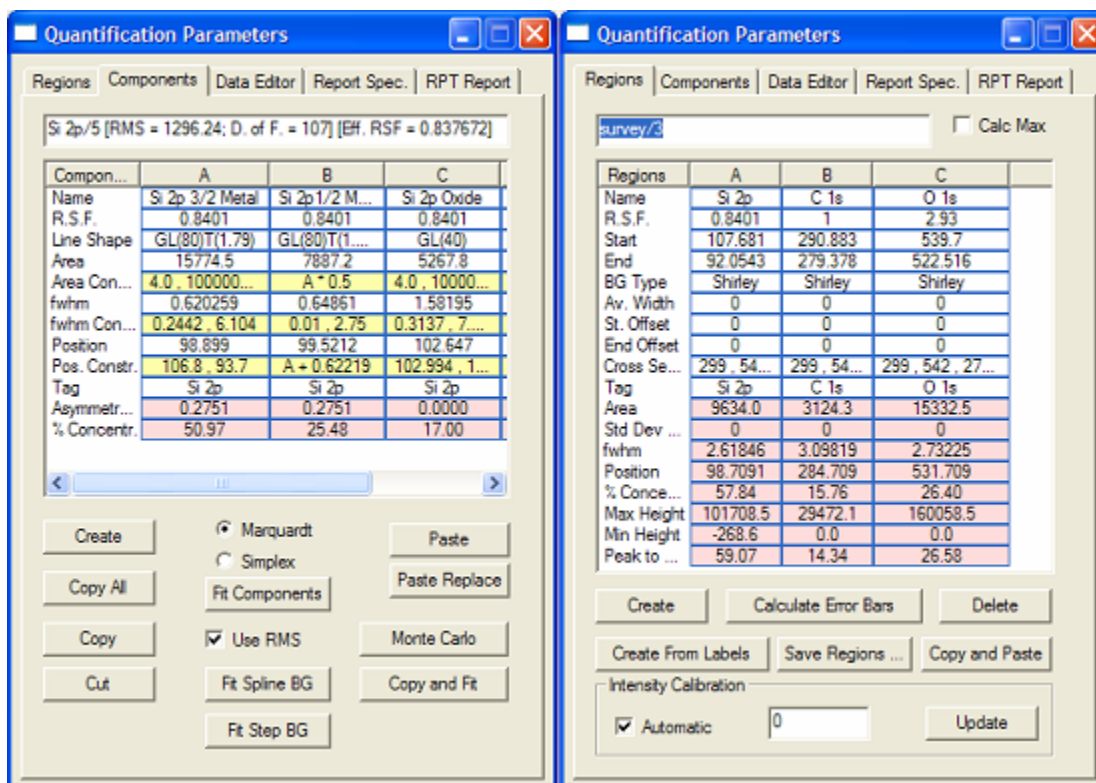 Quantification Parameters
Regions Components Data Editor Report Spec. RPT Report
Si 2p/5 [RMS = 1296.24; D. of F. = 107] [Eff. RSF = 0.837672]
Compon... A B C
Name Si 2p 3/2 Metal Si 2p1/2 M... Si 2p Oxide
R.S.F. 0.8401 0.8401 0.8401
Line Shape GL(80)T(1.79) GL(80)T(1.... GL(40)
Area 15774.5 7887.2 5267.8
Area Con... 4.0 , 100000... A * 0.5 4.0 , 10000...
fwhm 0.620259 0.64861 1.58195
fwhm Con... 0.2442 , 6.104 0.01 , 2.75 0.3137 , 7....
Position 98.899 99.5212 102.647
Pos. Constr. 106.8 , 93.7 A + 0.62219 102.994 , 1...
Tag Si 2p Si 2p Si 2p
Asymmetr... 0.2751 0.2751 0.0000
% Concentr. 50.97 25.48 17.00
Create Marquardt Paste
Simplex
Copy All Fit Components Paste Replace
Copy Use RMS Monte Carlo
Cut Fit Spline BG Copy and Fit
Fit Step BG
Quantification Parameters
Regions Components Data Editor Report Spec. RPT Report
survey/3 Calc Max
Regions A B C
Name Si 2p C 1s O 1s
R.S.F. 0.8401 1 2.93
Start 107.681 290.883 539.7
End 92.0543 279.378 522.516
BG Type Shirley Shirley Shirley
Av. Width 0 0 0
St. Offset 0 0 0
End Offset 0 0 0
Cross Se... 299 , 54... 299 , 54... 299 , 542 , 27...
Tag Si 2p C 1s O 1s
Area 9634.0 3124.3 15332.5
Std Dev ... 0 0 0
fwhm 2.61846 3.09819 2.73225
Position 98.7091 284.709 531.709
% Conce... 57.84 15.76 26.40
Max Height 101708.5 29472.1 160058.5
Min Height -268.6 0.0 0.0
Peak to ... 59.07 14.34 26.58
Create Calculate Error Bars Delete
Create From Labels Save Regions ... Copy and Paste
Intensity Calibration
Automatic 0 Update